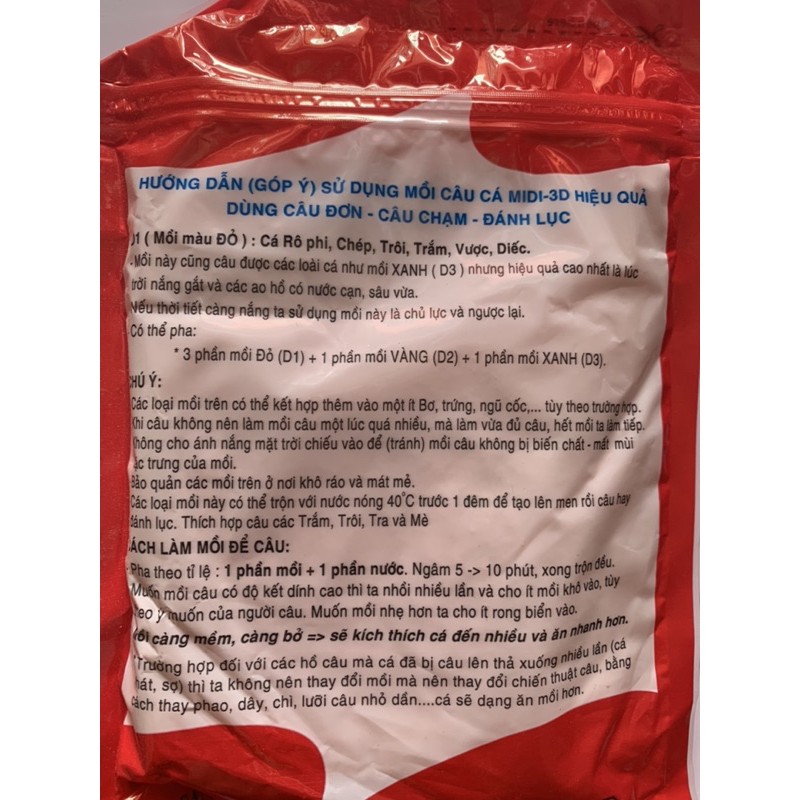 HƯỚNG DẪN (GÓP Ý) SỬ DỤNG MỒI CÂU CÁ MIDI-3D HIỆU QUẢ
DÙNG CÂU ĐƠN - CÂU CHẠM - ĐÁNH LỤC
D1 ( Mồi màu ĐỎ ) : Cá Rô phi, Chép, Trôi, Trắm, Vược, Diếc.
-Mồi này cũng câu được các loài cá như mồi XANH ( D3 ) nhưng hiệu quả cao nhất là lúc
trời nắng gắt và các ao hồ có nước cạn, sâu vừa.
-Nếu thời tiết càng nắng ta sử dụng mồi này là chủ lực và ngược lại.
-Có thể pha:
* 3 phần mồi Đỏ (D1) + 1 phần mồi VÀNG (D2) + 1 phần mồi XANH (D3).
CHÚ Ý:
-Các loại mồi trên có thể kết hợp thêm vào một ít Bơ, trứng, ngũ cốc,... tùy theo trường hợp.
Khi câu không nên làm mồi câu một lúc quá nhiều, mà làm vừa đủ câu, hết mồi ta làm tiếp.
Không cho ánh nắng mặt trời chiếu vào để (tránh) mồi câu không bị biến chất - mất mùi
đặc trưng của mồi.
Bảo quản các mồi trên ở nơi khô ráo và mát mẻ.
-Các loại mồi này có thể trộn với nước nóng 40°C trước 1 đêm để tạo lên men rồi câu hay
đánh lục. Thích hợp câu các Trắm, Trôi, Tra và Mè
CÁCH LÀM MỒI ĐỂ CÂU:
-Pha theo tỉ lệ : 1 phần mồi + 1 phần nước. Ngâm 5 -> 10 phút, xong trộn đều.
-Muốn mồi câu có độ kết dính cao thì ta nhồi nhiều lần và cho ít mồi khô vào, tùy
theo ý muốn của người câu. Muốn mồi nhẹ hơn ta cho ít rong biển vào.
Mồi càng mềm, càng bở => sẽ kích thích cá đến nhiều và ăn nhanh hơn.
-Trường hợp đối với các hồ câu mà cá đã bị câu lên thả xuống nhiều lần (cá
nhát, sợ) thì ta không nên thay đổi mồi mà nên thay đổi chiến thuật câu, bằng
cách thay phao, dây, chì, lưỡi câu nhỏ dần....cá sẽ dạng ăn mồi hơn.